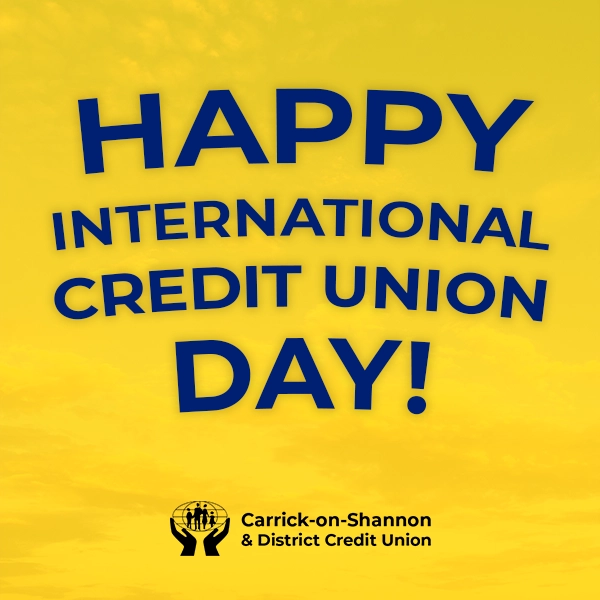 HAPPY
INTERNATIONAL
CREDIT UNION
DAY!
Carrick-on-Shannon
& District Credit Union